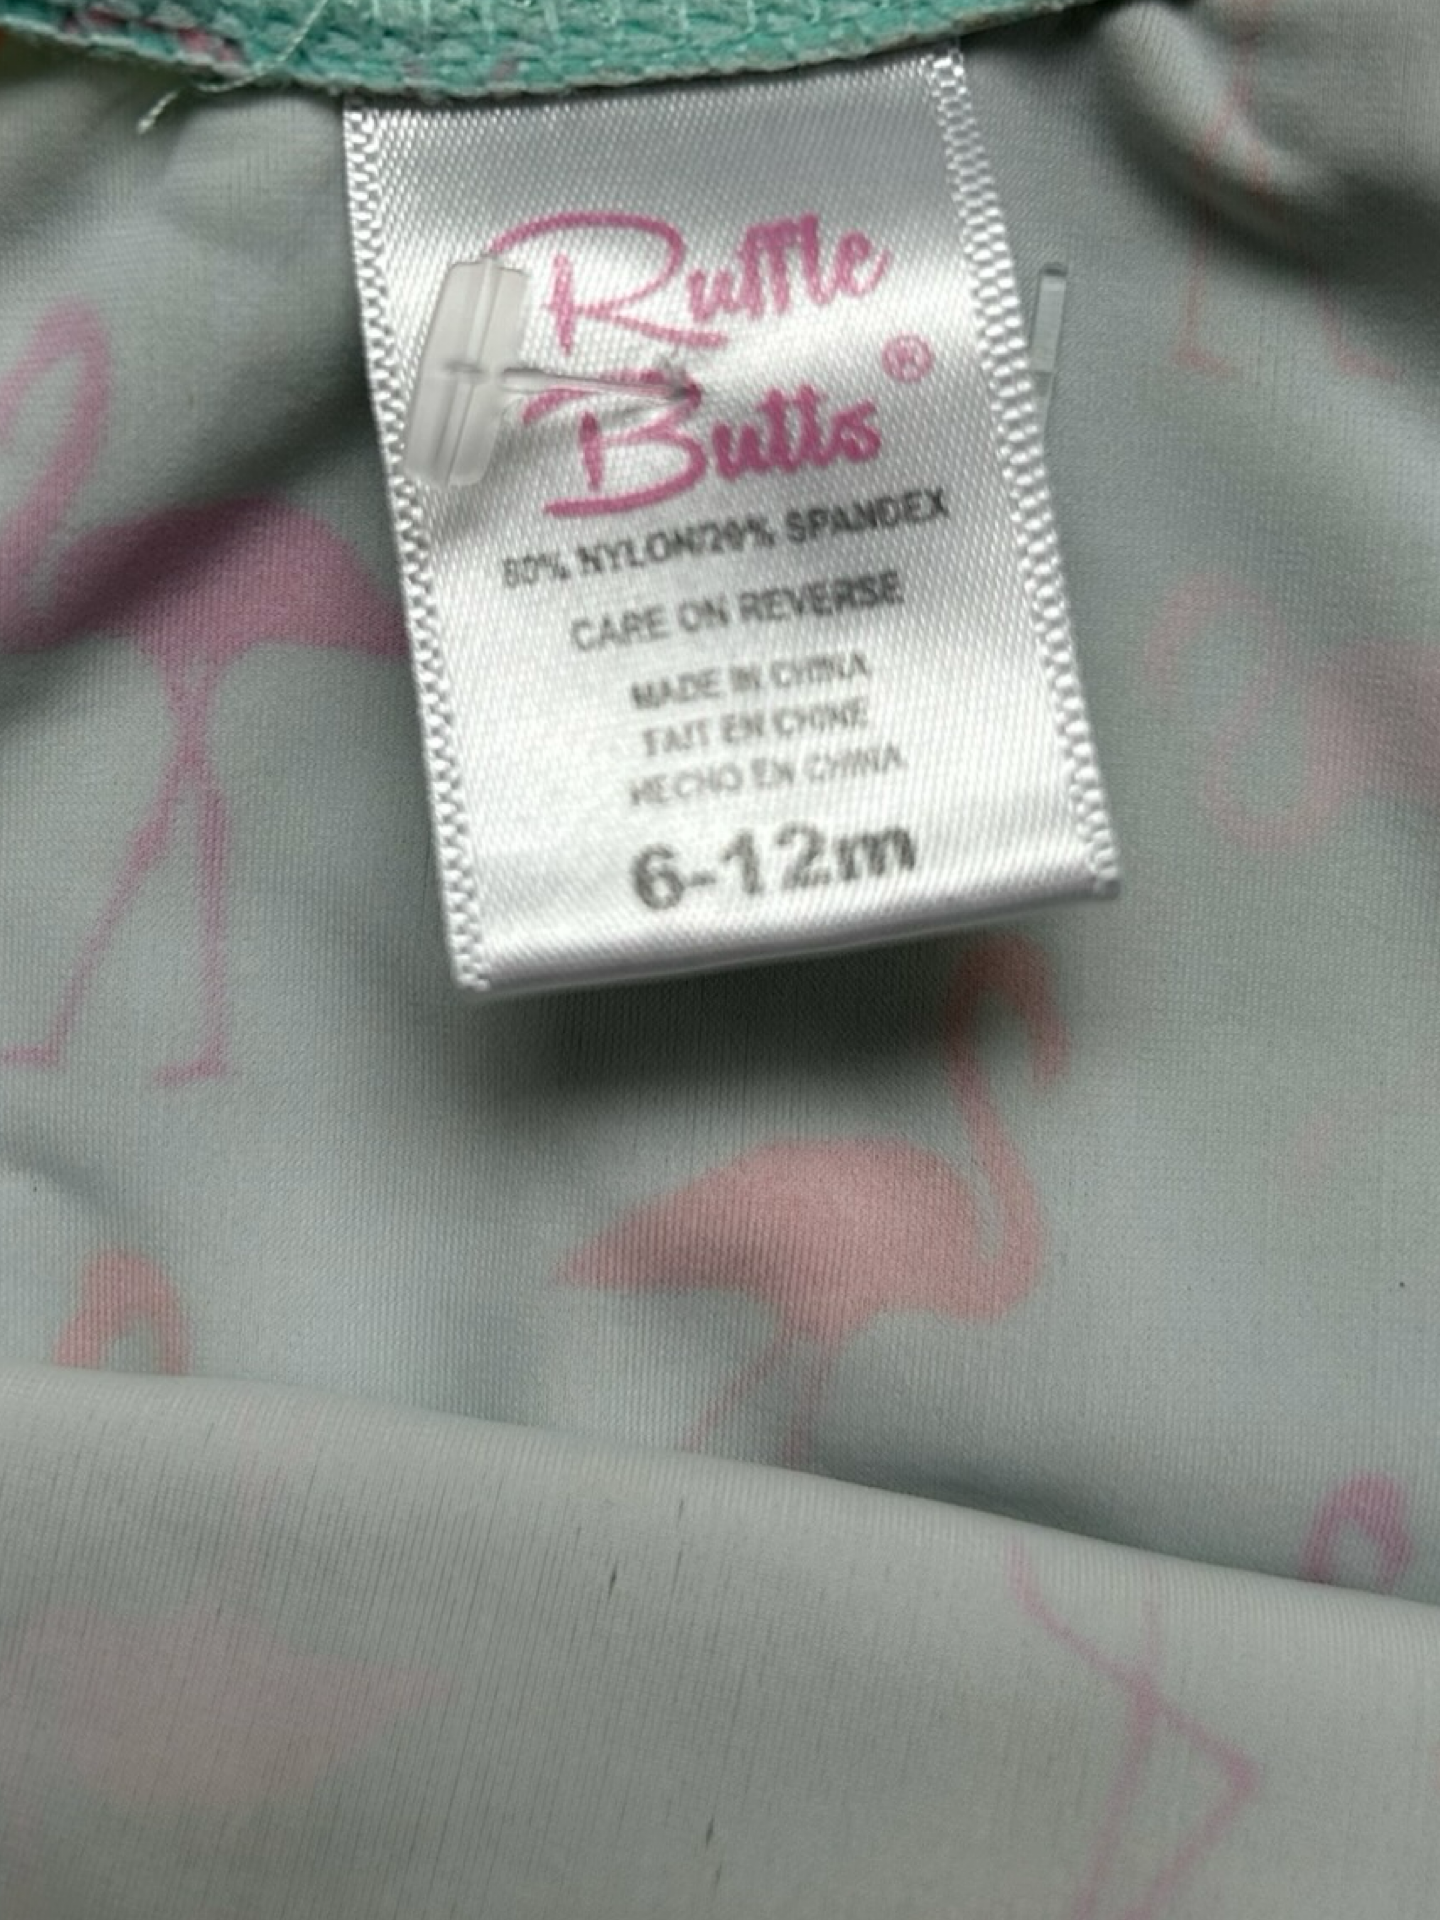 Ruffle
Butts®
80% NYLON/20% SPANDEX
CARE ON REVERSE
MADE IN CHINA
FAIT EN CHINE
HECHO EN CHINA
6-12m